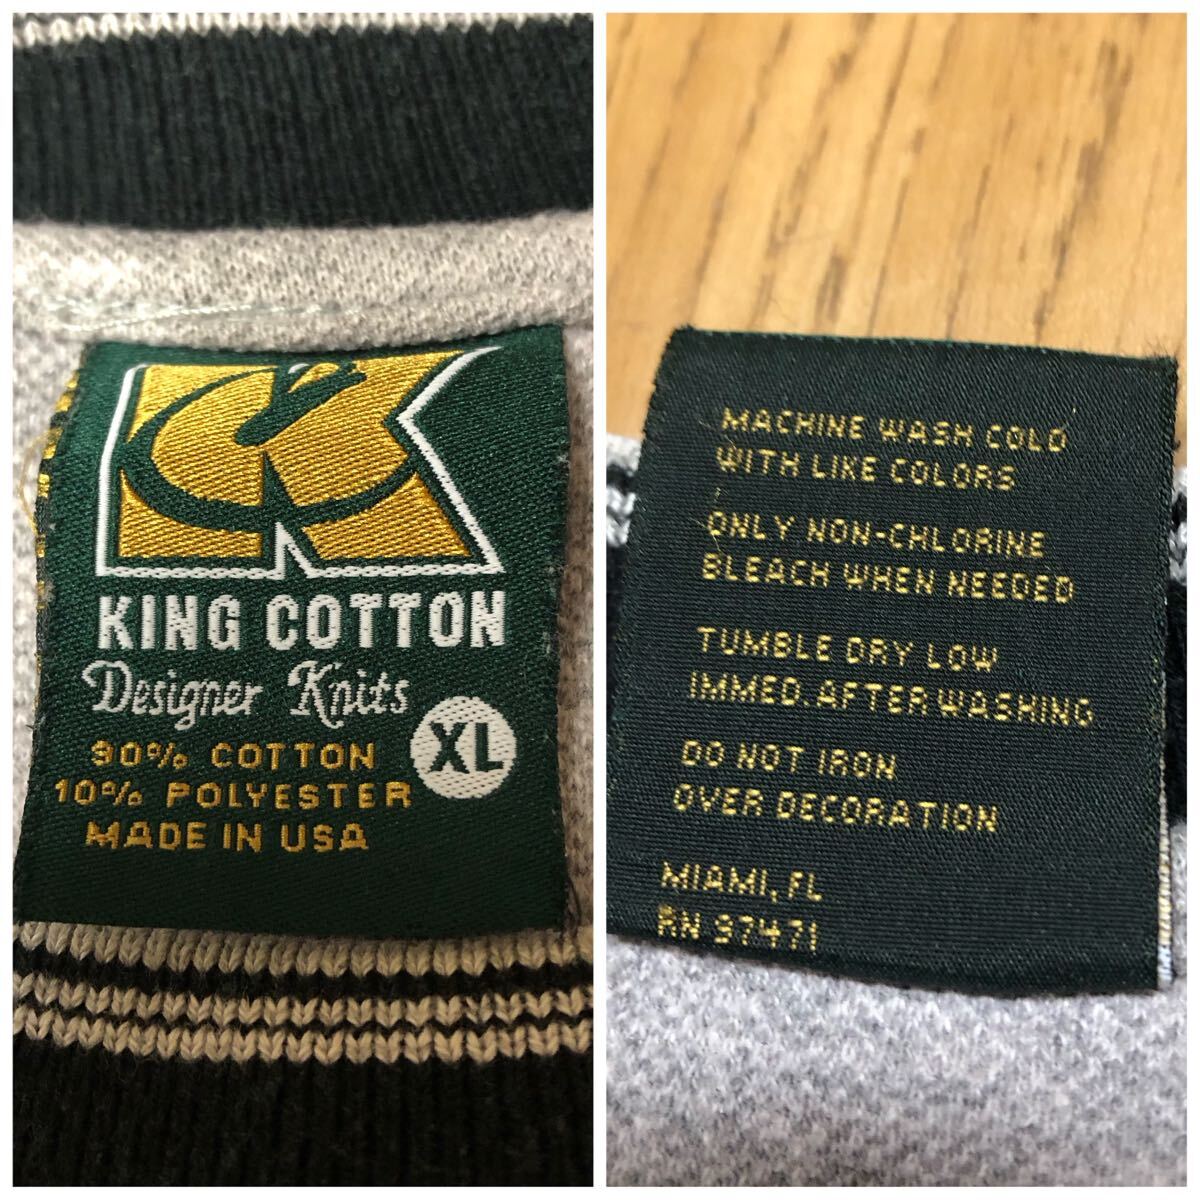 KING COTTON
Designer Knits
XL
90% COTTON
10% POLYESTER
MADE IN USA
MACHINE WASH COLD
WITH LIKE COLORS
ONLY NON-CHLORINE
BLEACH WHEN NEEDED
TUMBLE DRY LOW
IMMED. AFTER WASHING
DO NOT IRON
OVER DECORATION
MIAMI, FL
RN 97471